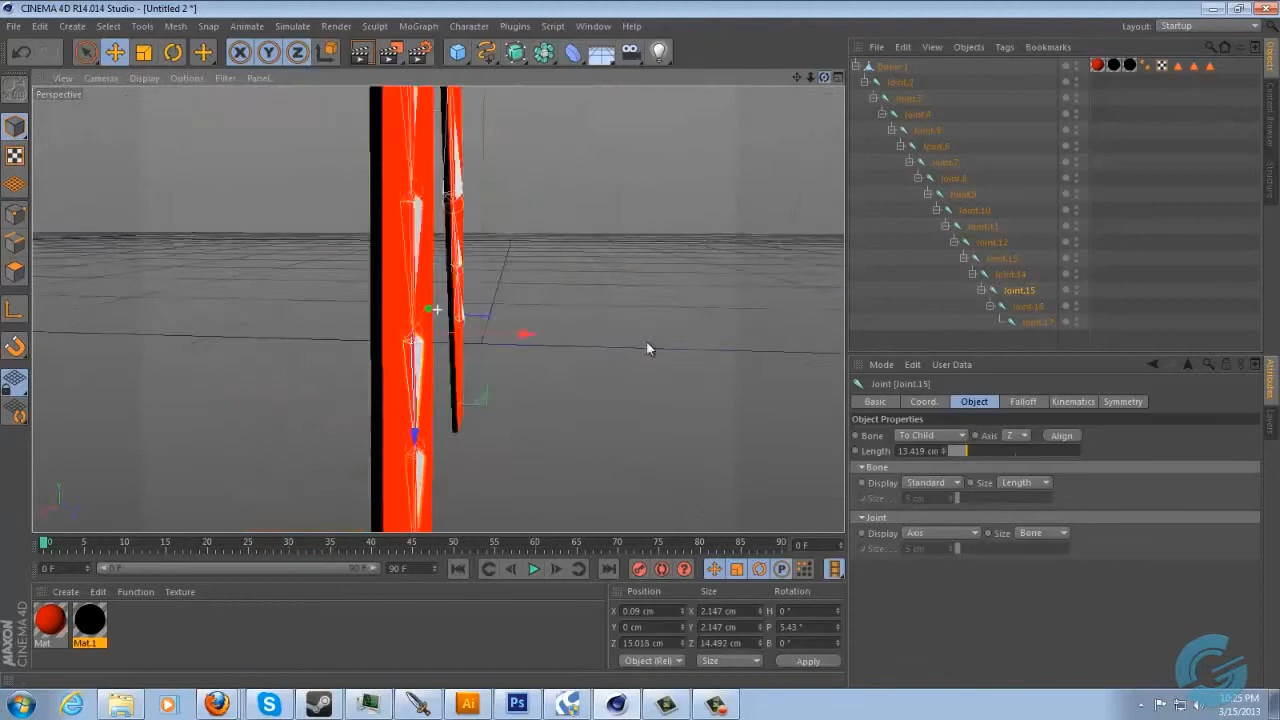 CINEMA 4D R14.014 Studio - [Untitled 2 *]
File Edit Create Select Tools Mesh Snap Animate Simulate Render Sculpt MoGraph Character Plugins Script Window Help
Layout: Startup
View Cameras Display Options Filter Panel
Perspective
File Edit View Objects Tags Bookmarks
Joint.2
Joint.3
Joint.4
Joint.5
Joint.6
Joint.7
Joint.8
Joint.9
Joint.10
Joint.11
Joint.12
Joint.13
Joint.14
Joint.15
Joint.16
Joint.17
Objects
Content Browser
Structure
Mode Edit User Data
Joint [Joint.15]
Basic Coord. Object Falloff Kinematics Symmetry
Object Properties
Bone To Child Axis Z Align
Length 13.419 cm
Bone
Display Standard Size Length
Size . . 5 cm
Joint
Display Axis Size Bone
Size . . 5 cm
Attributes
Layers
0 5 10 15 20 25 30 35 40 45 50 55 60 65 70 75 80 85 90 0 F
0 F 0 F 90 F 90 F
Create Edit Function Texture
Mat Mat.1
Position Size Rotation
X 0.09 cm X 2.147 cm H 0 °
Y 0 cm Y 2.147 cm P 5.43 °
Z 15.018 cm Z 14.492 cm B 0 °
Object (Rel) Size Apply
MAXON
CINEMA 4D
10:25 PM
3/15/2013